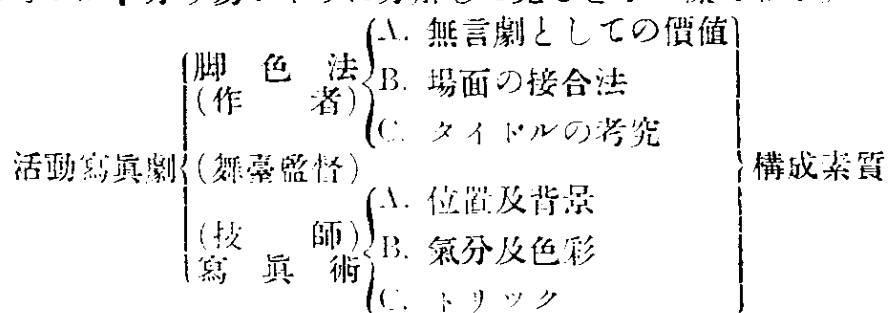 脚色法
(作者)
A. 無言劇としての價値
B. 場面の接合法
C. タイトルの考究
活動寫眞劇
(舞臺監督)
構成素質
(技師)
寫眞術
A. 位置及背景
B. 氣分及色彩
C. トリック